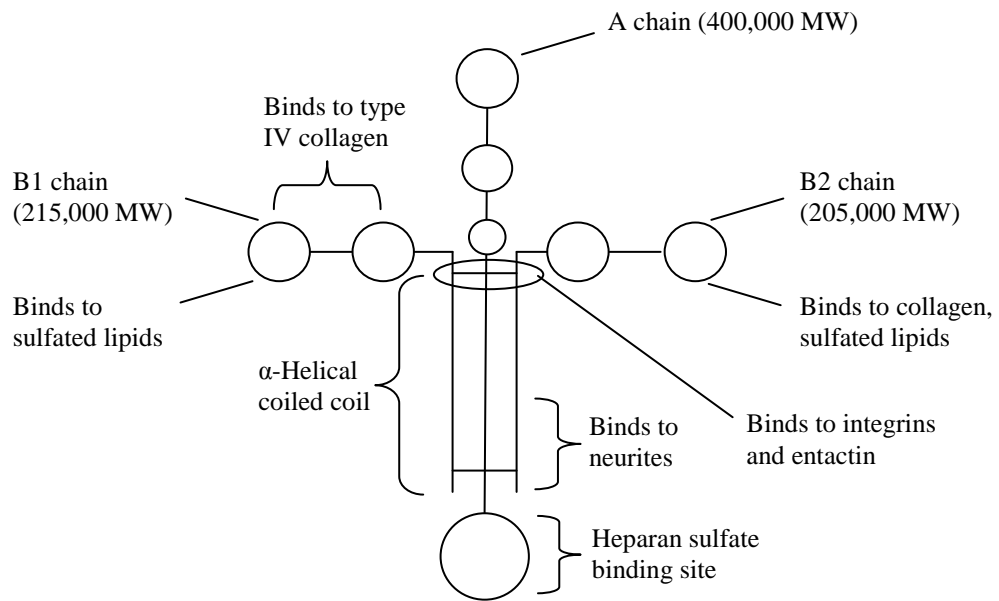 A chain (400,000 MW)
Binds to type
IV collagen
B1 chain
(215,000 MW)
B2 chain
(205,000 MW)
Binds to
sulfated lipids
Binds to collagen,
sulfated lipids
α-Helical
coiled coil
Binds to
neurites
Binds to integrins
and entactin
Heparan sulfate
binding site